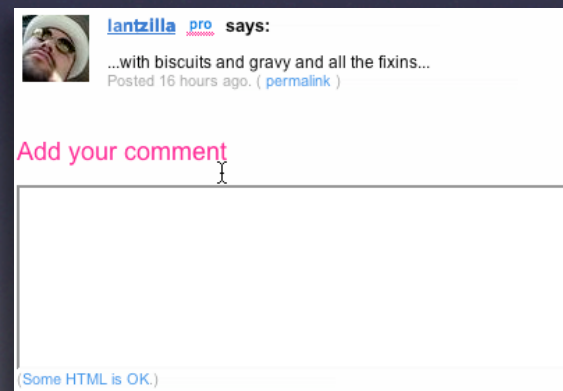 lantzilla pro says:
...with biscuits and gravy and all the fixins...
Posted 16 hours ago. ( permalink )
Add your comment
(Some HTML is OK.)